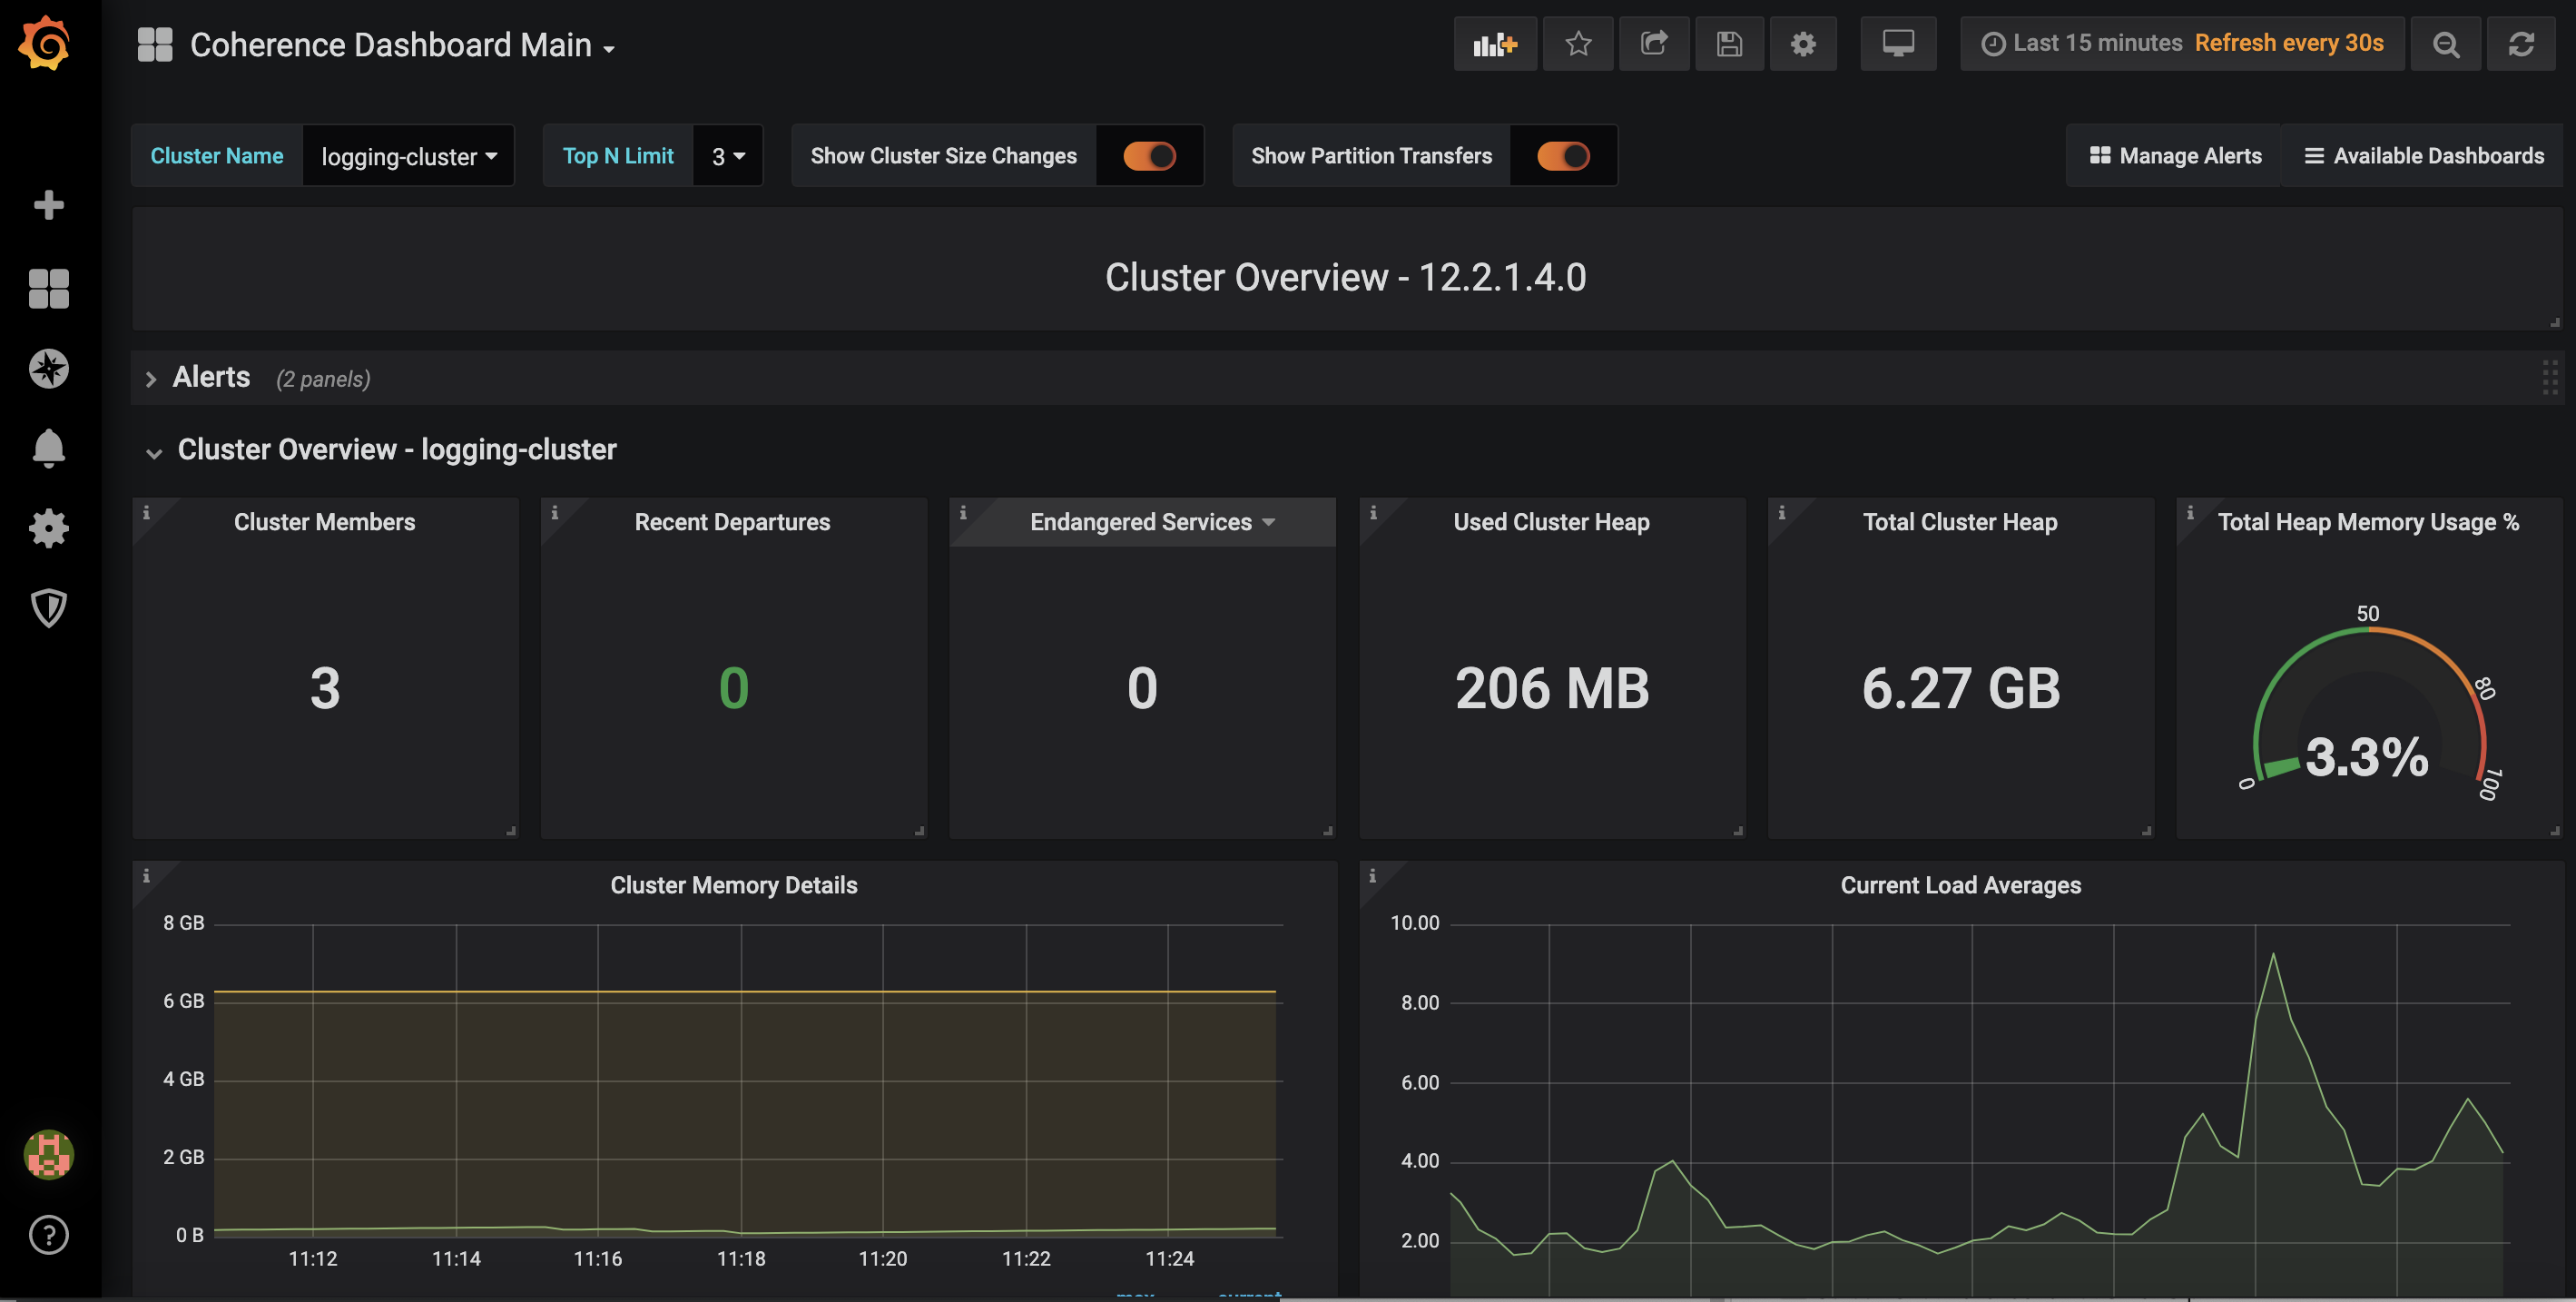 Coherence Dashboard Main
Last 15 minutes Refresh every 30s
Cluster Name logging-cluster Top N Limit 3 Show Cluster Size Changes Show Partition Transfers Manage Alerts Available Dashboards
Cluster Overview - 12.2.1.4.0
Alerts (2 panels)
Cluster Overview - logging-cluster
Cluster Members
3
Recent Departures
0
Endangered Services
0
Used Cluster Heap
206 MB
Total Cluster Heap
6.27 GB
Total Heap Memory Usage %
50
80
0
100
3.3%
Cluster Memory Details
8 GB
6 GB
4 GB
2 GB
0 B
11:12 11:14 11:16 11:18 11:20 11:22 11:24
Current Load Averages
10.00
8.00
6.00
4.00
2.00